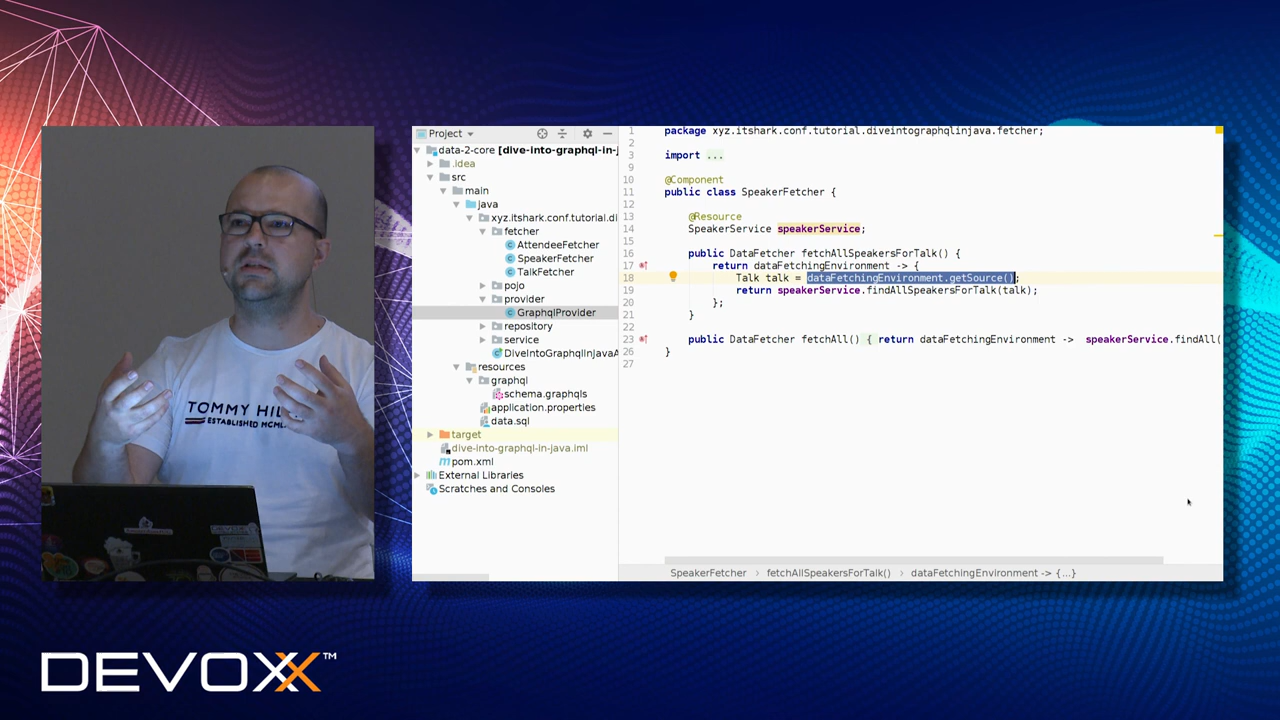 TOMMY HIL
ESTABLISHED MCML
DEVOXX™
Project
data-2-core [dive-into-graphql-in-j
.idea
src
main
java
xyz.itshark.conf.tutorial.di
fetcher
AttendeeFetcher
SpeakerFetcher
TalkFetcher
pojo
provider
GraphqlProvider
repository
service
DiveIntoGraphqlInjavaA
resources
graphql
schema.graphqls
application.properties
data.sql
target
dive-into-graphql-in-java.iml
pom.xml
External Libraries
Scratches and Consoles
1 package xyz.itshark.conf.tutorial.diveintographqlinjava.fetcher;
2
3 import ...
9
10 @Component
11 public class SpeakerFetcher {
12
13 @Resource
14 SpeakerService speakerService;
15
16 public DataFetcher fetchAllSpeakersForTalk() {
17 return dataFetchingEnvironment -> {
18 Talk talk = dataFetchingEnvironment.getSource();
19 return speakerService.findAllSpeakersForTalk(talk);
20 };
21 }
22
23 public DataFetcher fetchAll() { return dataFetchingEnvironment -> speakerService.findAll(
26 }
27
SpeakerFetcher > fetchAllSpeakersForTalk() > dataFetchingEnvironment -> {...}